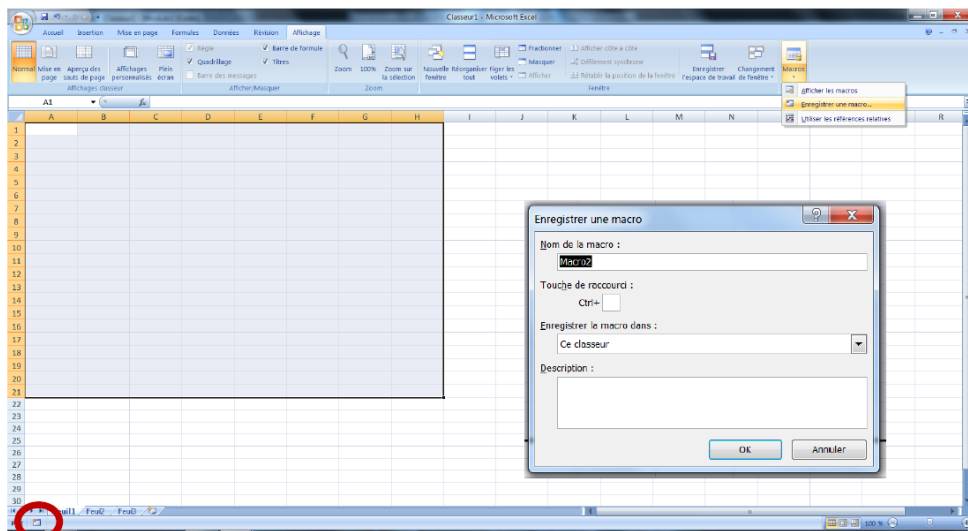 Classeur1 - Microsoft Excel
Accueil Insertion Mise en page Formules Données Révision Affichage
Normal Mise en page Aperçu des sauts de page Affichages personnalisés Plein écran
Affichages classeur
Règle Barre de formule
Quadrillage Titres
Barre des messages
Afficher/Masquer
Zoom 100% Zoom sur la sélection
Zoom
Nouvelle fenêtre Réorganiser tout Figer les volets
Fractionner Afficher côte à côte
Masquer Défilement synchrone
Afficher Rétablir la position de la fenêtre
Enregistrer l'espace de travail Changement de fenêtre
Fenêtre
Macros
Afficher les macros
Enregistrer une macro...
Utiliser les références relatives
A1 fx
A B C D E F G H I J K L M N R
1
2
3
4
5
6
7
8
9
10
11
12
13
14
15
16
17
18
19
20
21
22
23
24
25
26
27
28
29
30
Enregistrer une macro
Nom de la macro :
Macro2
Touche de raccourci :
Ctrl+
Enregistrer la macro dans :
Ce classeur
Description :
OK Annuler
Feuil2 Feuil3
100 %